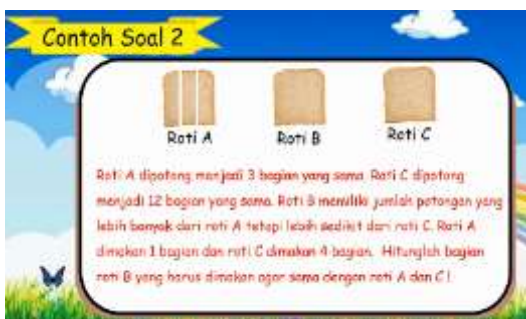 Contoh Soal 2
Roti A
Roti B
Roti C
Roti A dipotong menjadi 3 bagian yang sama. Roti C dipotong
menjadi 12 bagian yang sama. Roti B memiliki jumlah potongan yang
lebih banyak dari roti A tetapi lebih sedikit dari roti C. Roti A
dimakan 1 bagian dan roti C dimakan 4 bagian. Hitunglah bagian
roti B yang harus dimakan agar sama dengan roti A dan C !